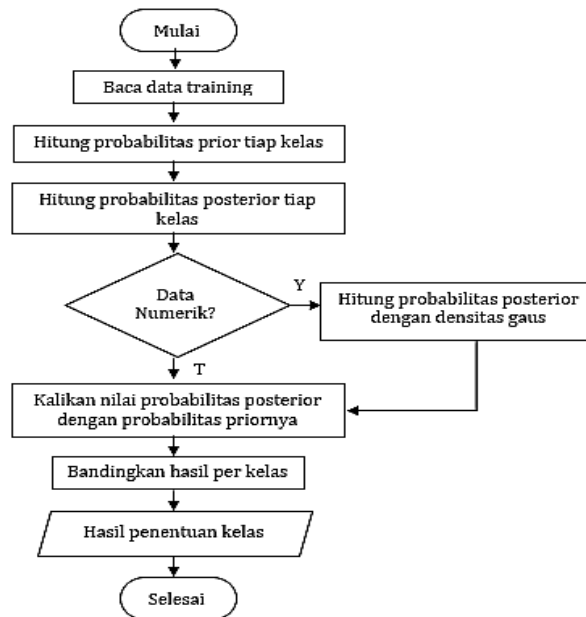 Mulai
Baca data training
Hitung probabilitas prior tiap kelas
Hitung probabilitas posterior tiap
kelas
Data
Numerik?
Y
Hitung probabilitas posterior
dengan densitas gaus
T
Kalikan nilai probabilitas posterior
dengan probabilitas priornya
Bandingkan hasil per kelas
Hasil penentuan kelas
Selesai